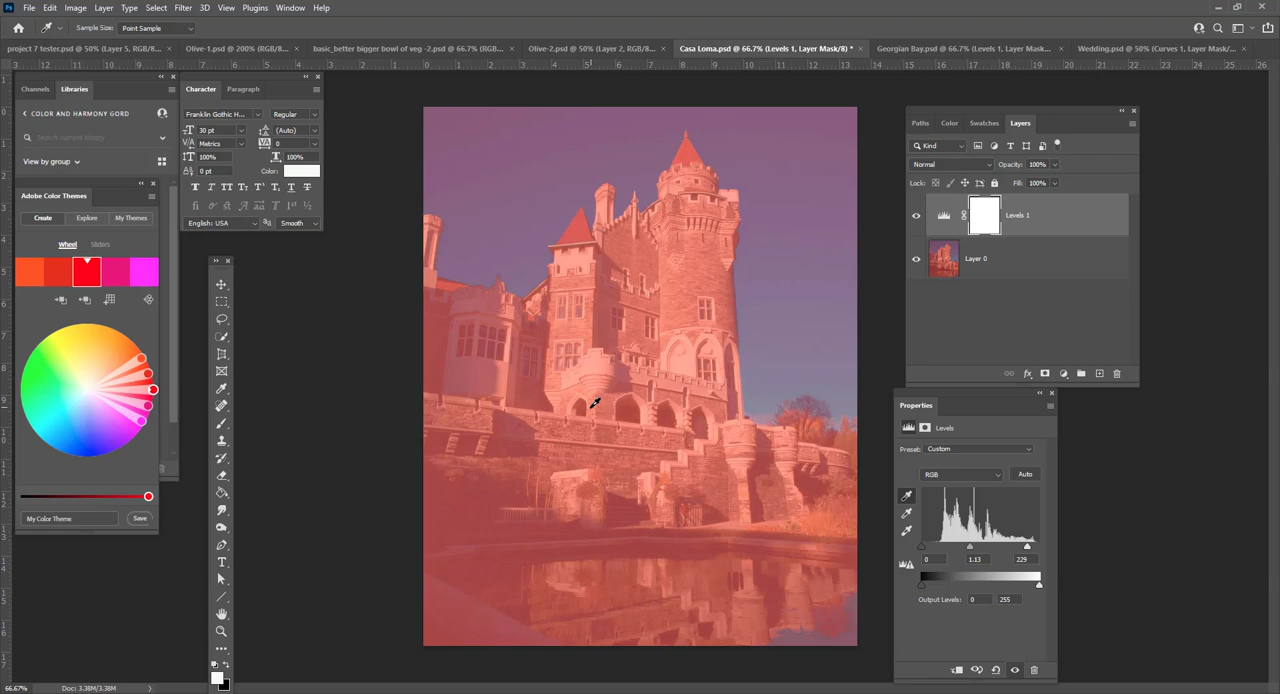 Ps File Edit Image Layer Type Select Filter 3D View Plugins Window Help
Sample Size: Point Sample
project 7 tester.psd @ 50% (Layer 5, RGB/8... × Olive-1.psd @ 200% (RGB/8... × basic_better bigger bowl of veg -2.psd @ 66.7% (RGB... × Olive-2.psd @ 50% (Layer 2, RGB/8... × Casa Loma.psd @ 66.7% (Levels 1, Layer Mask/8) * × Georgian Bay.psd @ 66.7% (Levels 1, Layer Mask/... × Wedding.psd @ 50% (Curves 1, Layer Mask/... ×
Channels Libraries
COLOR AND HARMONY GORD
View by group
Adobe Color Themes
Create Explore My Themes
Wheel Sliders
My Color Theme Save
Character Paragraph
Franklin Gothic H... Regular
30 pt (Auto)
Metrics 0
100% 100%
0 pt Color:
English: USA Smooth
Paths Color Swatches Layers
Kind
Normal Opacity: 100%
Lock: Fill: 100%
Levels 1
Layer 0
Properties
Levels
Preset: Custom
RGB Auto
0 1.13 229
Output Levels: 0 255
66.67% Doc: 3.38M/3.38M